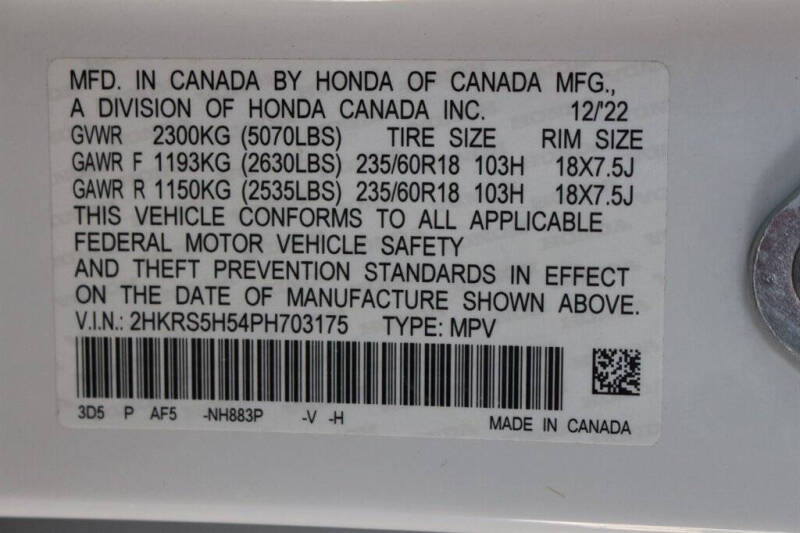 MFD. IN CANADA BY HONDA OF CANADA MFG.,
A DIVISION OF HONDA CANADA INC. 12/'22
GVWR 2300KG (5070LBS) TIRE SIZE RIM SIZE
GAWR F 1193KG (2630LBS) 235/60R18 103H 18X7.5J
GAWR R 1150KG (2535LBS) 235/60R18 103H 18X7.5J
THIS VEHICLE CONFORMS TO ALL APPLICABLE
FEDERAL MOTOR VEHICLE SAFETY
AND THEFT PREVENTION STANDARDS IN EFFECT
ON THE DATE OF MANUFACTURE SHOWN ABOVE.
V.I.N.: 2HKRS5H54PH703175 TYPE: MPV
3D5 P AF5 -NH883P -V -H
MADE IN CANADA